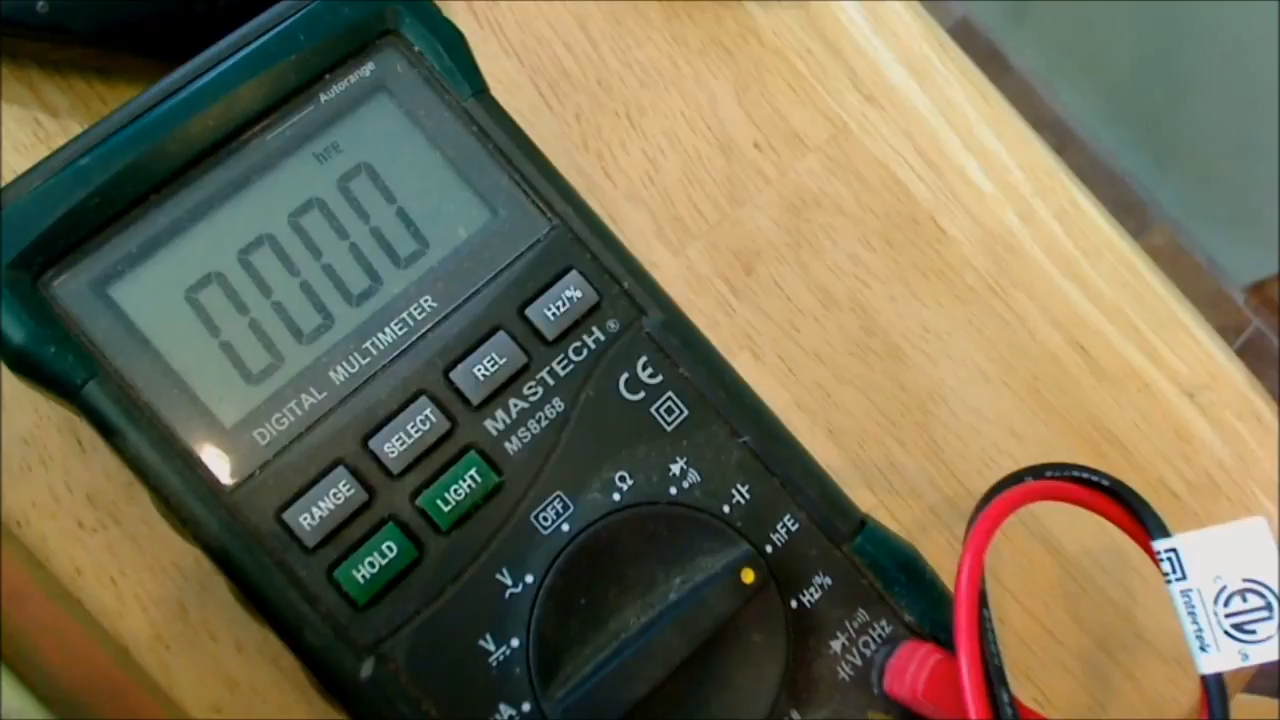 Autorange
hFE
0000
DIGITAL MULTIMETER
Hz/%
REL
SELECT
RANGE
MASTECH®
MS8268
LIGHT
HOLD
CE
OFF
Ω
hFE
Hz/%
V
V
VΩHz
Intertek
C ETL US